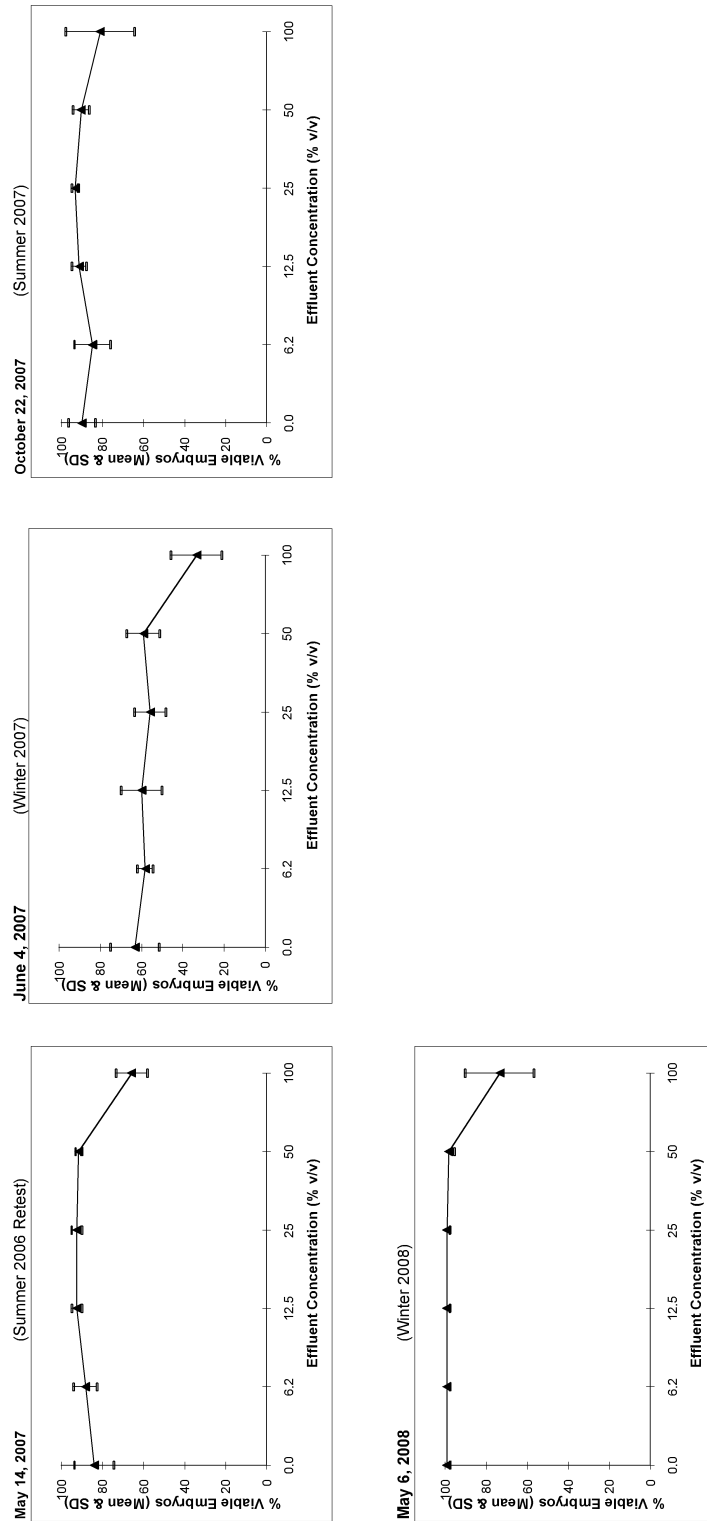 May 14, 2007 (Summer 2006 Retest)
% Viable Embryos (Mean & SD)
100
80
60
40
20
0
0.0 6.2 12.5 25 50 100
Effluent Concentration (% v/v)
June 4, 2007 (Winter 2007)
% Viable Embryos (Mean & SD)
100
80
60
40
20
0
0.0 6.2 12.5 25 50 100
Effluent Concentration (% v/v)
October 22, 2007 (Summer 2007)
% Viable Embryos (Mean & SD)
100
80
60
40
20
0
0.0 6.2 12.5 25 50 100
Effluent Concentration (% v/v)
May 6, 2008 (Winter 2008)
% Viable Embryos (Mean & SD)
100
80
60
40
20
0
0.0 6.2 12.5 25 50 100
Effluent Concentration (% v/v)